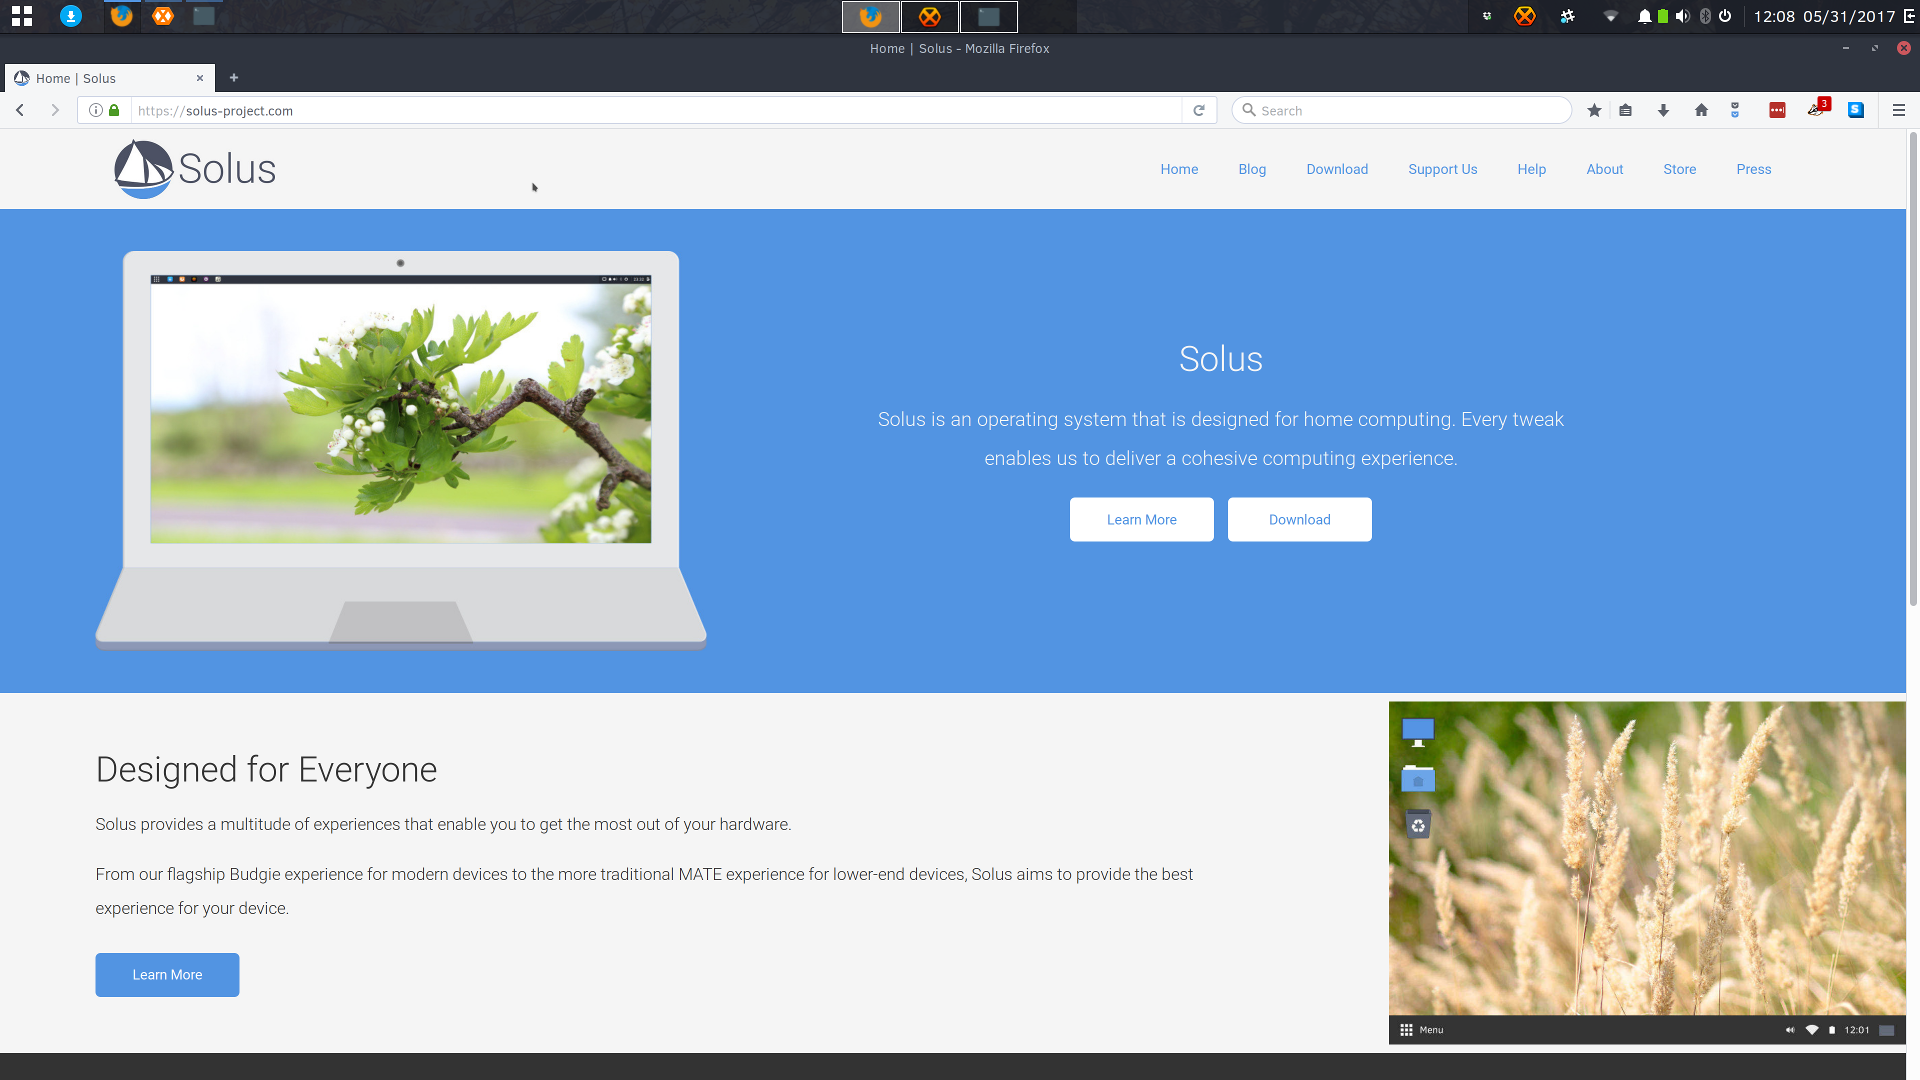 12:08 05/31/2017
Home | Solus - Mozilla Firefox
Home | Solus
https://solus-project.com
Search
3
S
Solus
Home
Blog
Download
Support Us
Help
About
Store
Press
Solus
Solus is an operating system that is designed for home computing. Every tweak
enables us to deliver a cohesive computing experience.
Learn More
Download
Designed for Everyone
Solus provides a multitude of experiences that enable you to get the most out of your hardware.
From our flagship Budgie experience for modern devices to the more traditional MATE experience for lower-end devices, Solus aims to provide the best
experience for your device.
Learn More
Menu
12:01